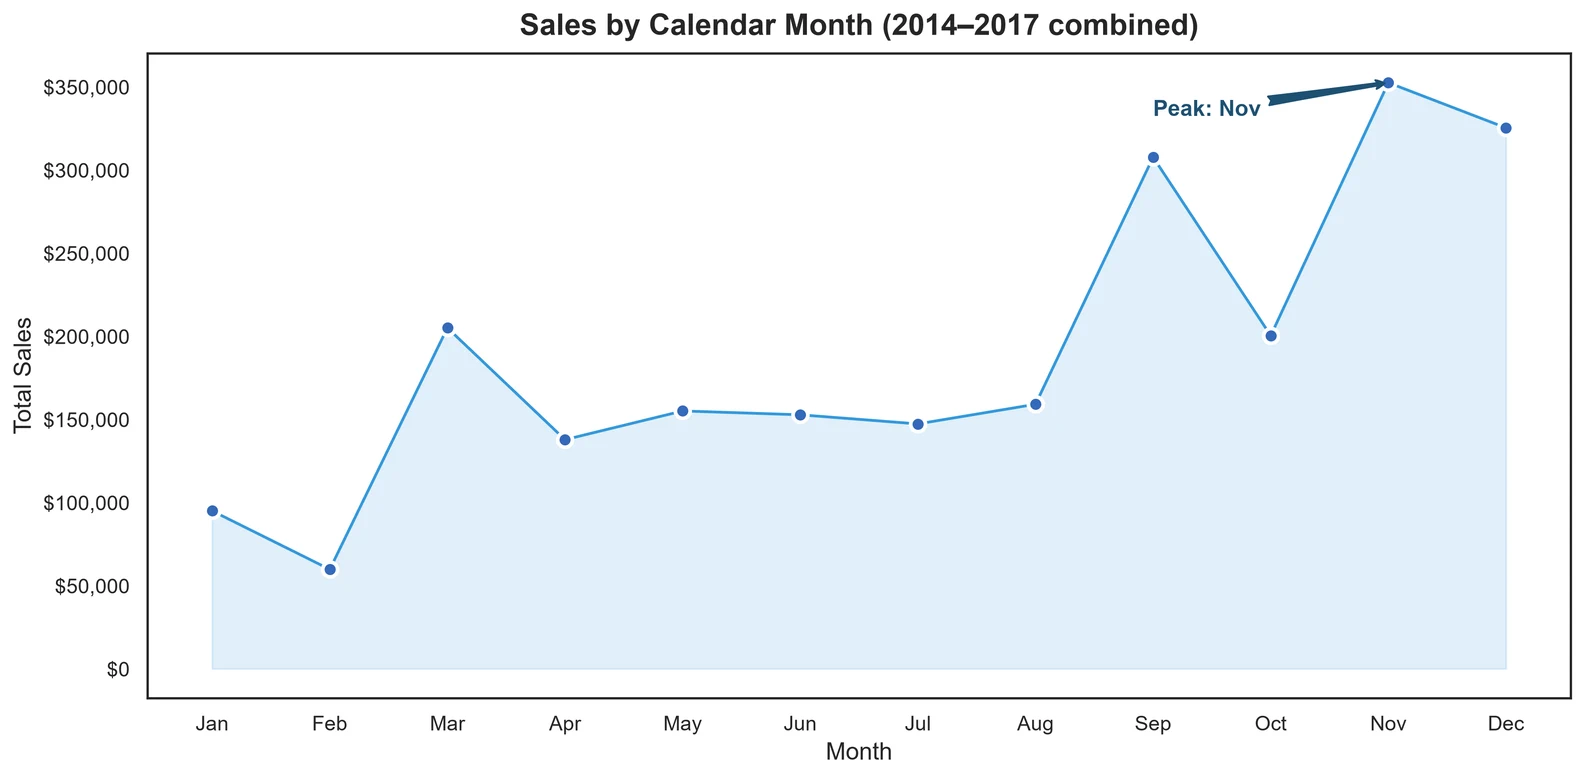 Sales by Calendar Month (2014–2017 combined)
$350,000
$300,000
$250,000
$200,000
$150,000
$100,000
$50,000
$0
Total Sales
Peak: Nov
Jan Feb Mar Apr May Jun Jul Aug Sep Oct Nov Dec
Month